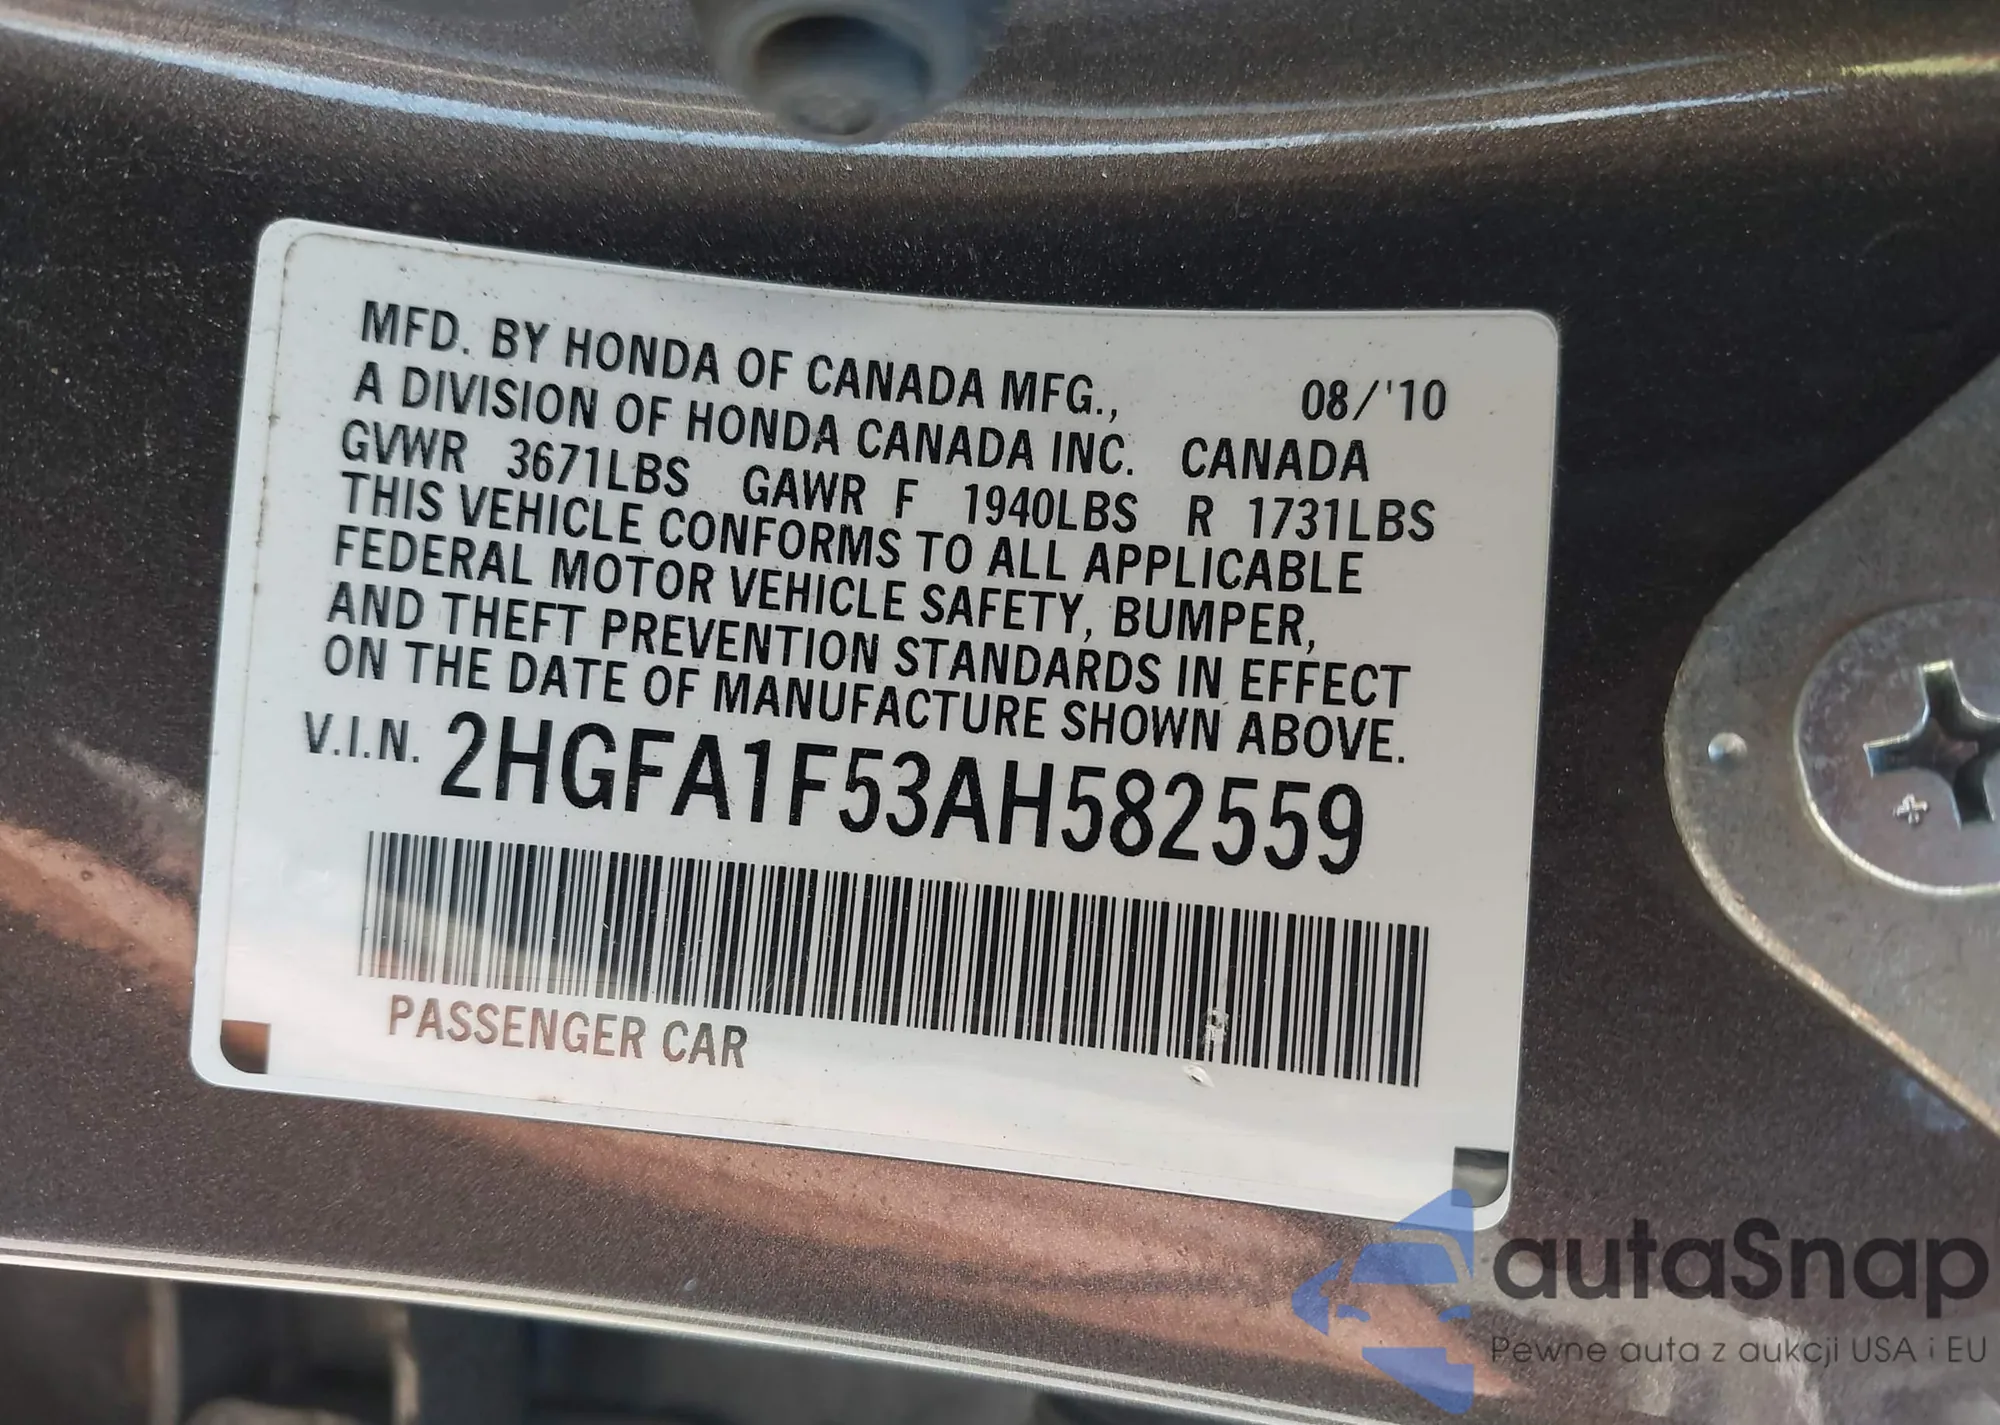 MFD. BY HONDA OF CANADA MFG., 08/'10
A DIVISION OF HONDA CANADA INC. CANADA
GVWR 3671LBS GAWR F 1940LBS R 1731LBS
THIS VEHICLE CONFORMS TO ALL APPLICABLE
FEDERAL MOTOR VEHICLE SAFETY, BUMPER,
AND THEFT PREVENTION STANDARDS IN EFFECT
ON THE DATE OF MANUFACTURE SHOWN ABOVE.
V.I.N. 2HGFA1F53AH582559
PASSENGER CAR
autaSnap
Pewne auta z aukcji USA i EU